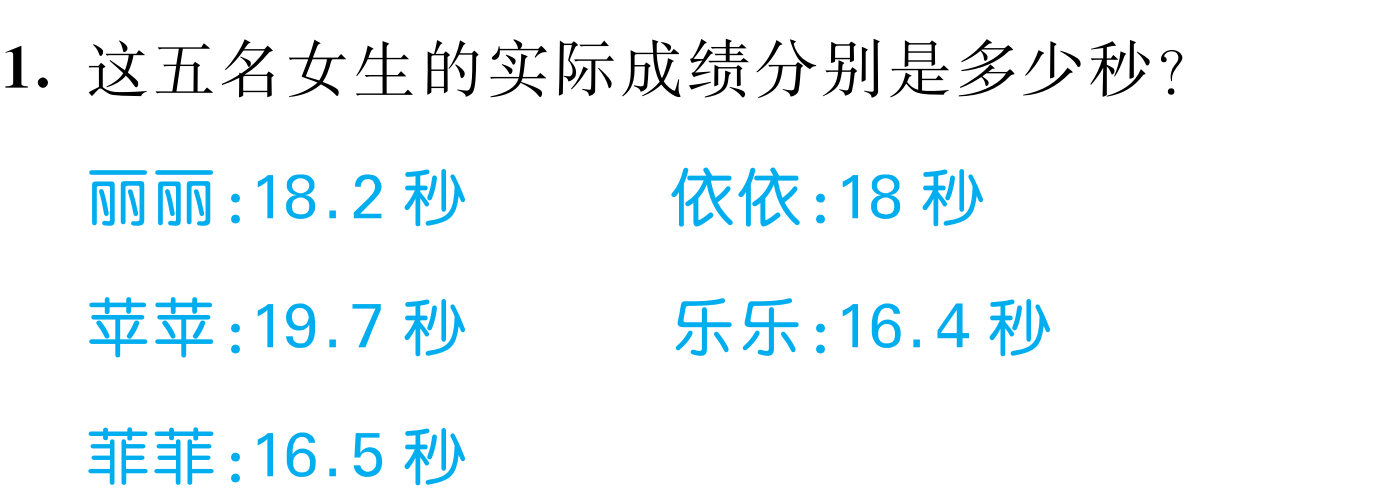 1. 这五名女生的实际成绩分别是多少秒?
丽丽:18.2 秒 依依:18 秒
苹苹:19.7 秒 乐乐:16.4 秒
菲菲:16.5 秒